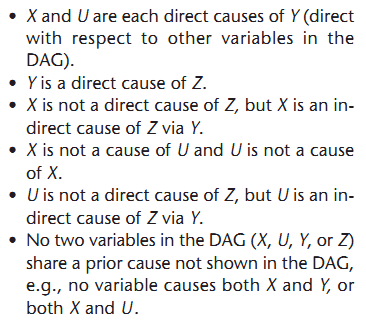 • X and U are each direct causes of Y (direct
with respect to other variables in the
DAG).
• Y is a direct cause of Z.
• X is not a direct cause of Z, but X is an in-
direct cause of Z via Y.
• X is not a cause of U and U is not a cause
of X.
• U is not a direct cause of Z, but U is an in-
direct cause of Z via Y.
• No two variables in the DAG (X, U, Y, or Z)
share a prior cause not shown in the DAG,
e.g., no variable causes both X and Y, or
both X and U.